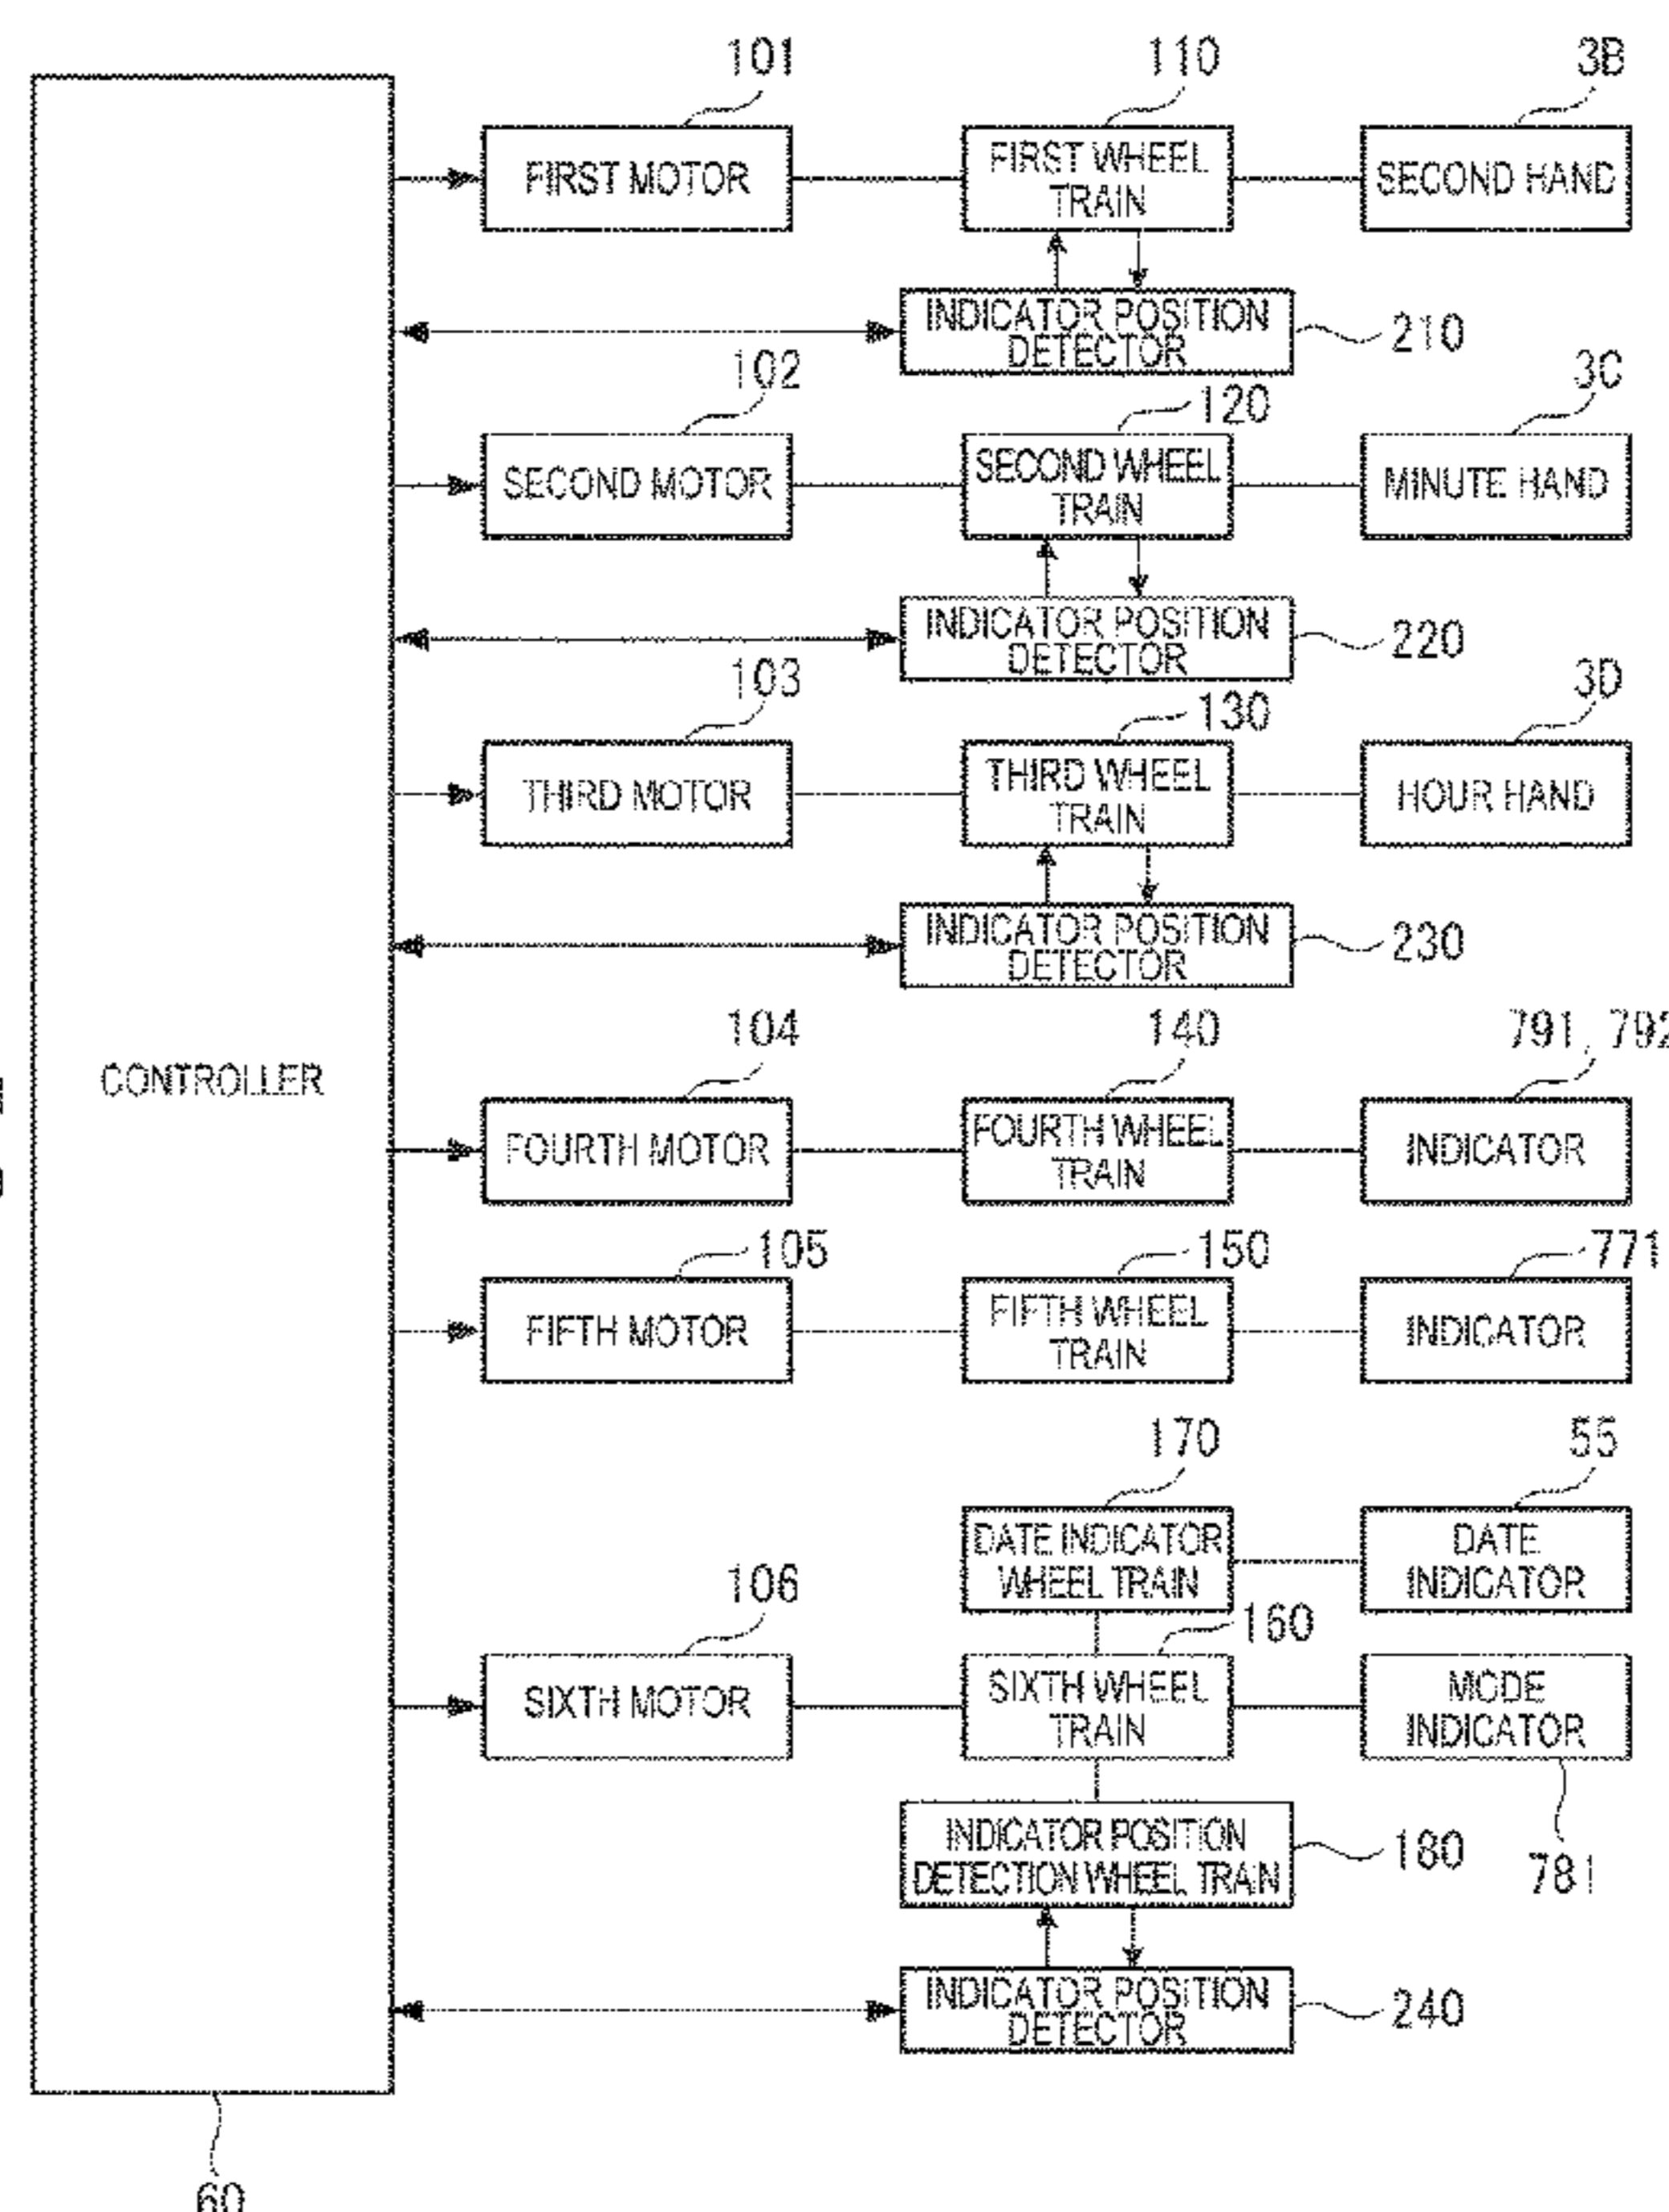 101
110
3B
FIRST MOTOR
FIRST WHEEL
TRAIN
SECOND HAND
INDICATOR POSITION
DETECTOR
210
102
120
3C
SECOND MOTOR
SECOND WHEEL
TRAIN
MINUTE HAND
INDICATOR POSITION
DETECTOR
220
103
130
3D
THIRD MOTOR
THIRD WHEEL
TRAIN
HOUR HAND
INDICATOR POSITION
DETECTOR
230
CONTROLLER
104
140
791, 792
FOURTH MOTOR
FOURTH WHEEL
TRAIN
INDICATOR
105
150
771
FIFTH MOTOR
FIFTH WHEEL
TRAIN
INDICATOR
170
55
DATE INDICATOR
WHEEL TRAIN
DATE
INDICATOR
106
160
SIXTH MOTOR
SIXTH WHEEL
TRAIN
MODE
INDICATOR
781
INDICATOR POSITION
DETECTION WHEEL TRAIN
180
INDICATOR POSITION
DETECTOR
240
60